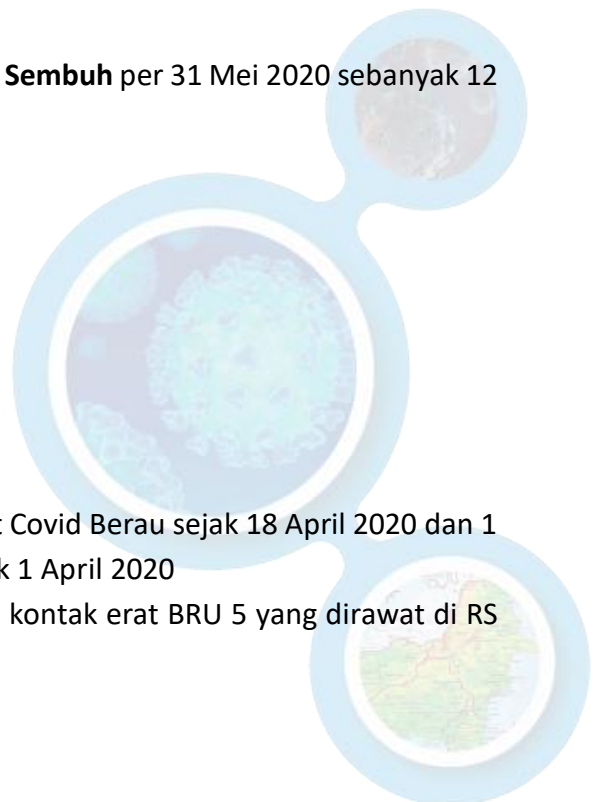 Sembuh per 31 Mei 2020 sebanyak 12
t Covid Berau sejak 18 April 2020 dan 1
k 1 April 2020
kontak erat BRU 5 yang dirawat di RS